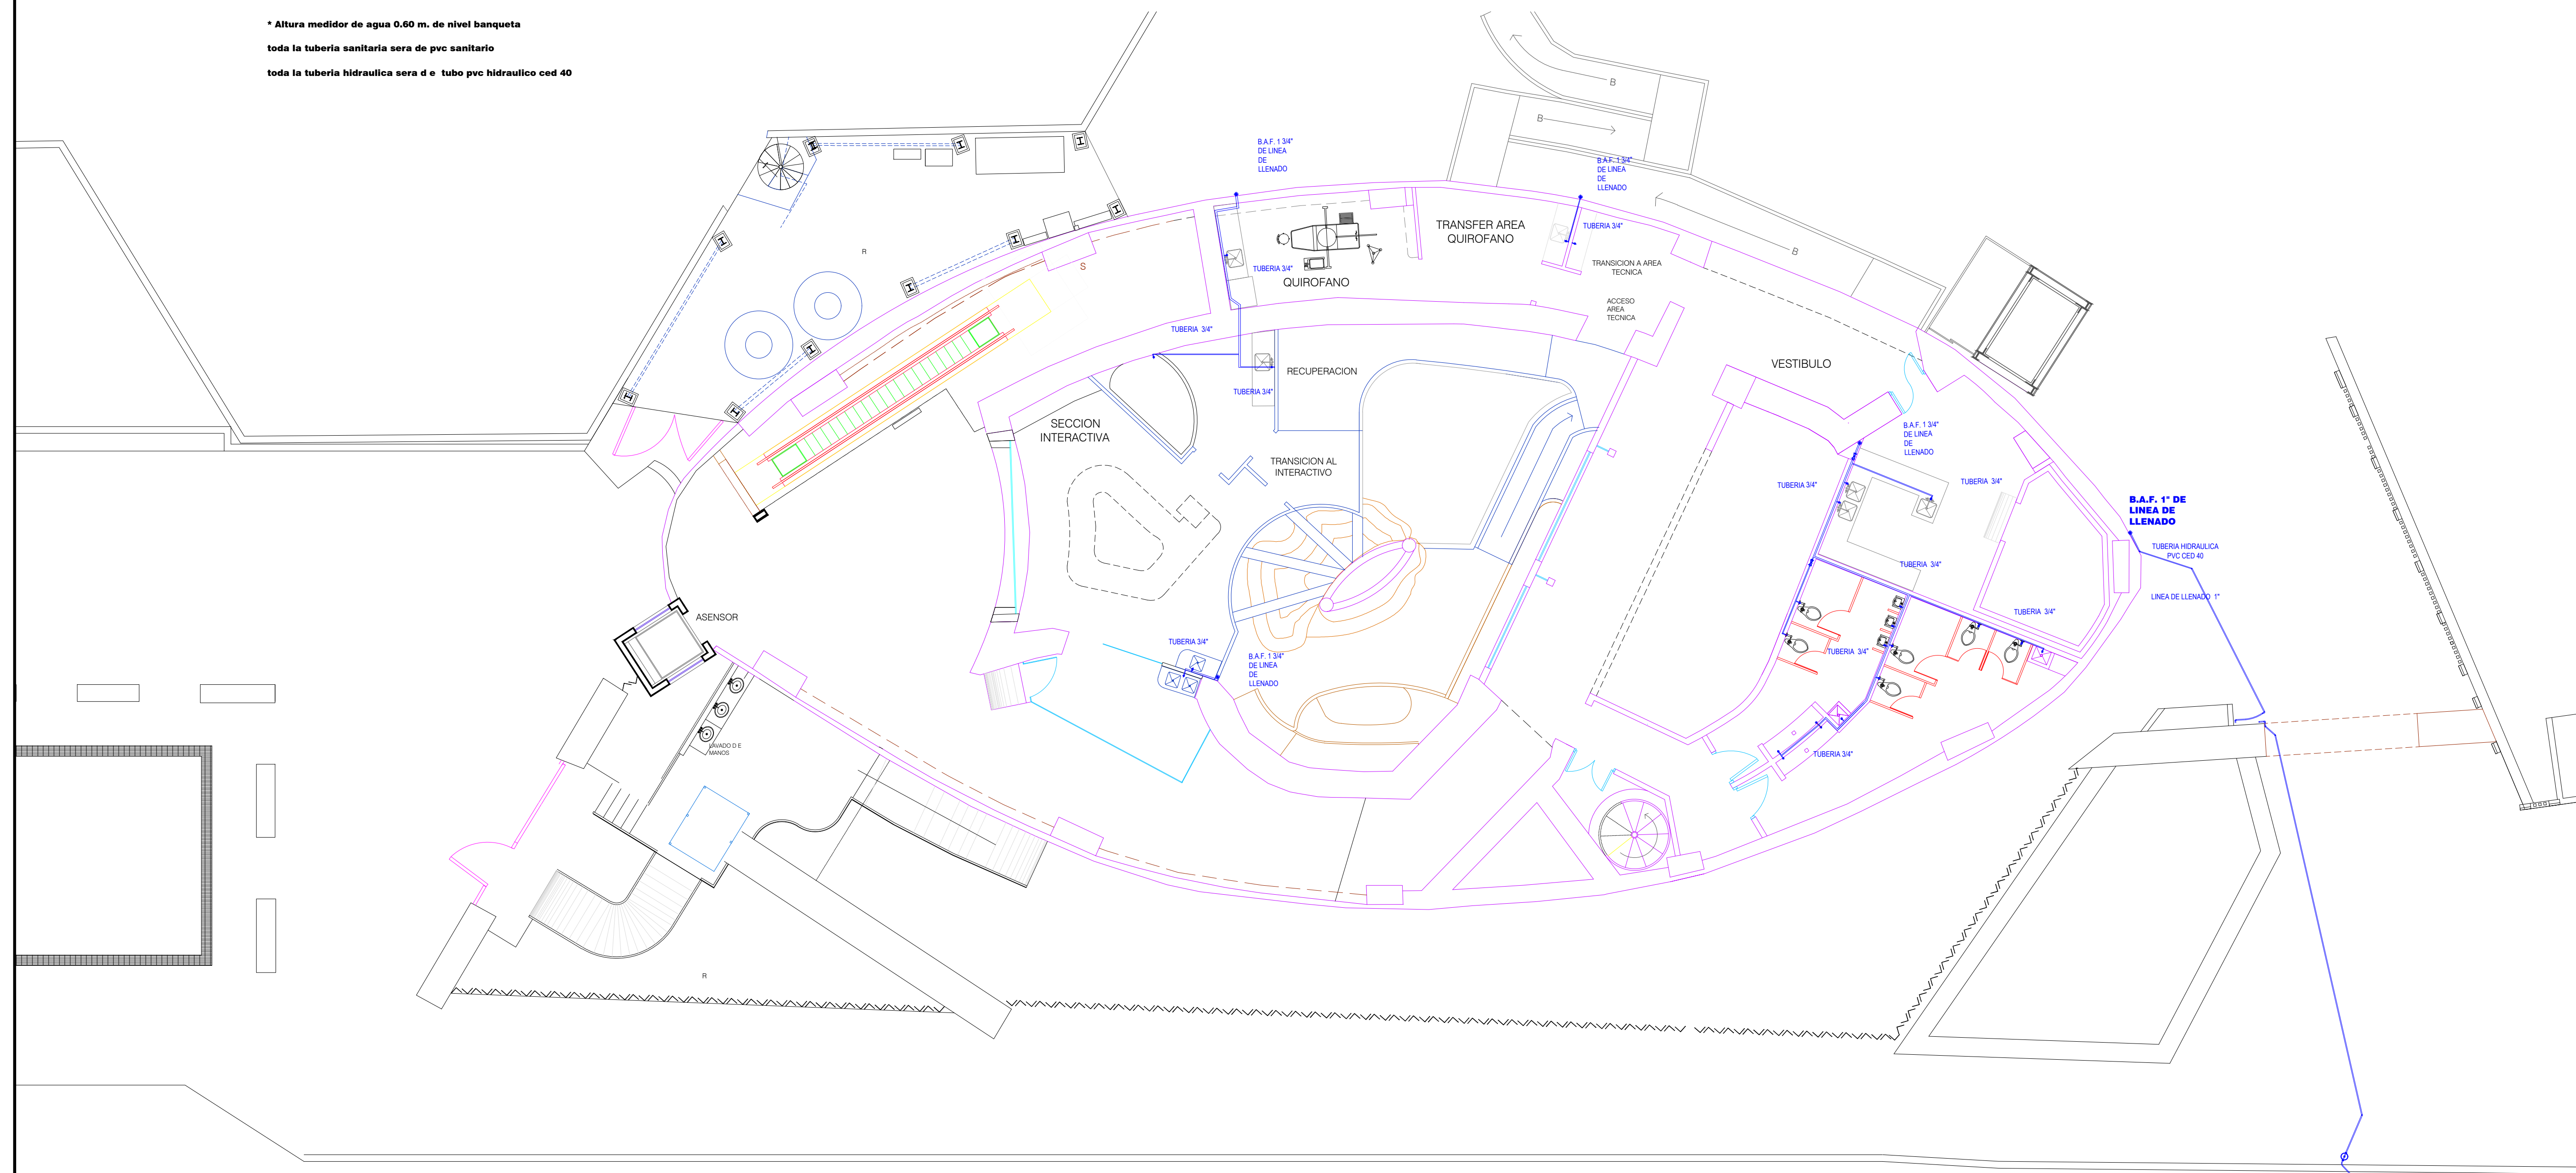 * Altura medidor de agua 0.60 m. de nivel banqueta
toda la tuberia sanitaria sera de pvc sanitario
toda la tuberia hidraulica sera d e  tubo pvc hidraulico ced 40
B
B
B
B.A.F. 1 3/4"
DE LINEA
DE
LLENADO
B.A.F. 1 3/4"
DE LINEA
DE
LLENADO
TRANSFER AREA
QUIROFANO
TUBERIA 3/4"
R
S
TUBERIA 3/4"
QUIROFANO
TRANSICION A AREA
TECNICA
ACCESO
AREA
TECNICA
TUBERIA  3/4"
RECUPERACION
VESTIBULO
TUBERIA 3/4"
SECCION
INTERACTIVA
B.A.F. 1 3/4"
DE LINEA
DE
LLENADO
TRANSICION AL
INTERACTIVO
TUBERIA 3/4"
TUBERIA  3/4"
B.A.F. 1" DE
LINEA DE
LLENADO
TUBERIA HIDRAULICA
PVC CED 40
TUBERIA  3/4"
LINEA DE LLENADO  1"
TUBERIA  3/4"
ASENSOR
TUBERIA 3/4"
TUBERIA  3/4"
B.A.F. 1 3/4"
DE LINEA
DE
LLENADO
LAVADO D E
MANOS
TUBERIA 3/4"
R